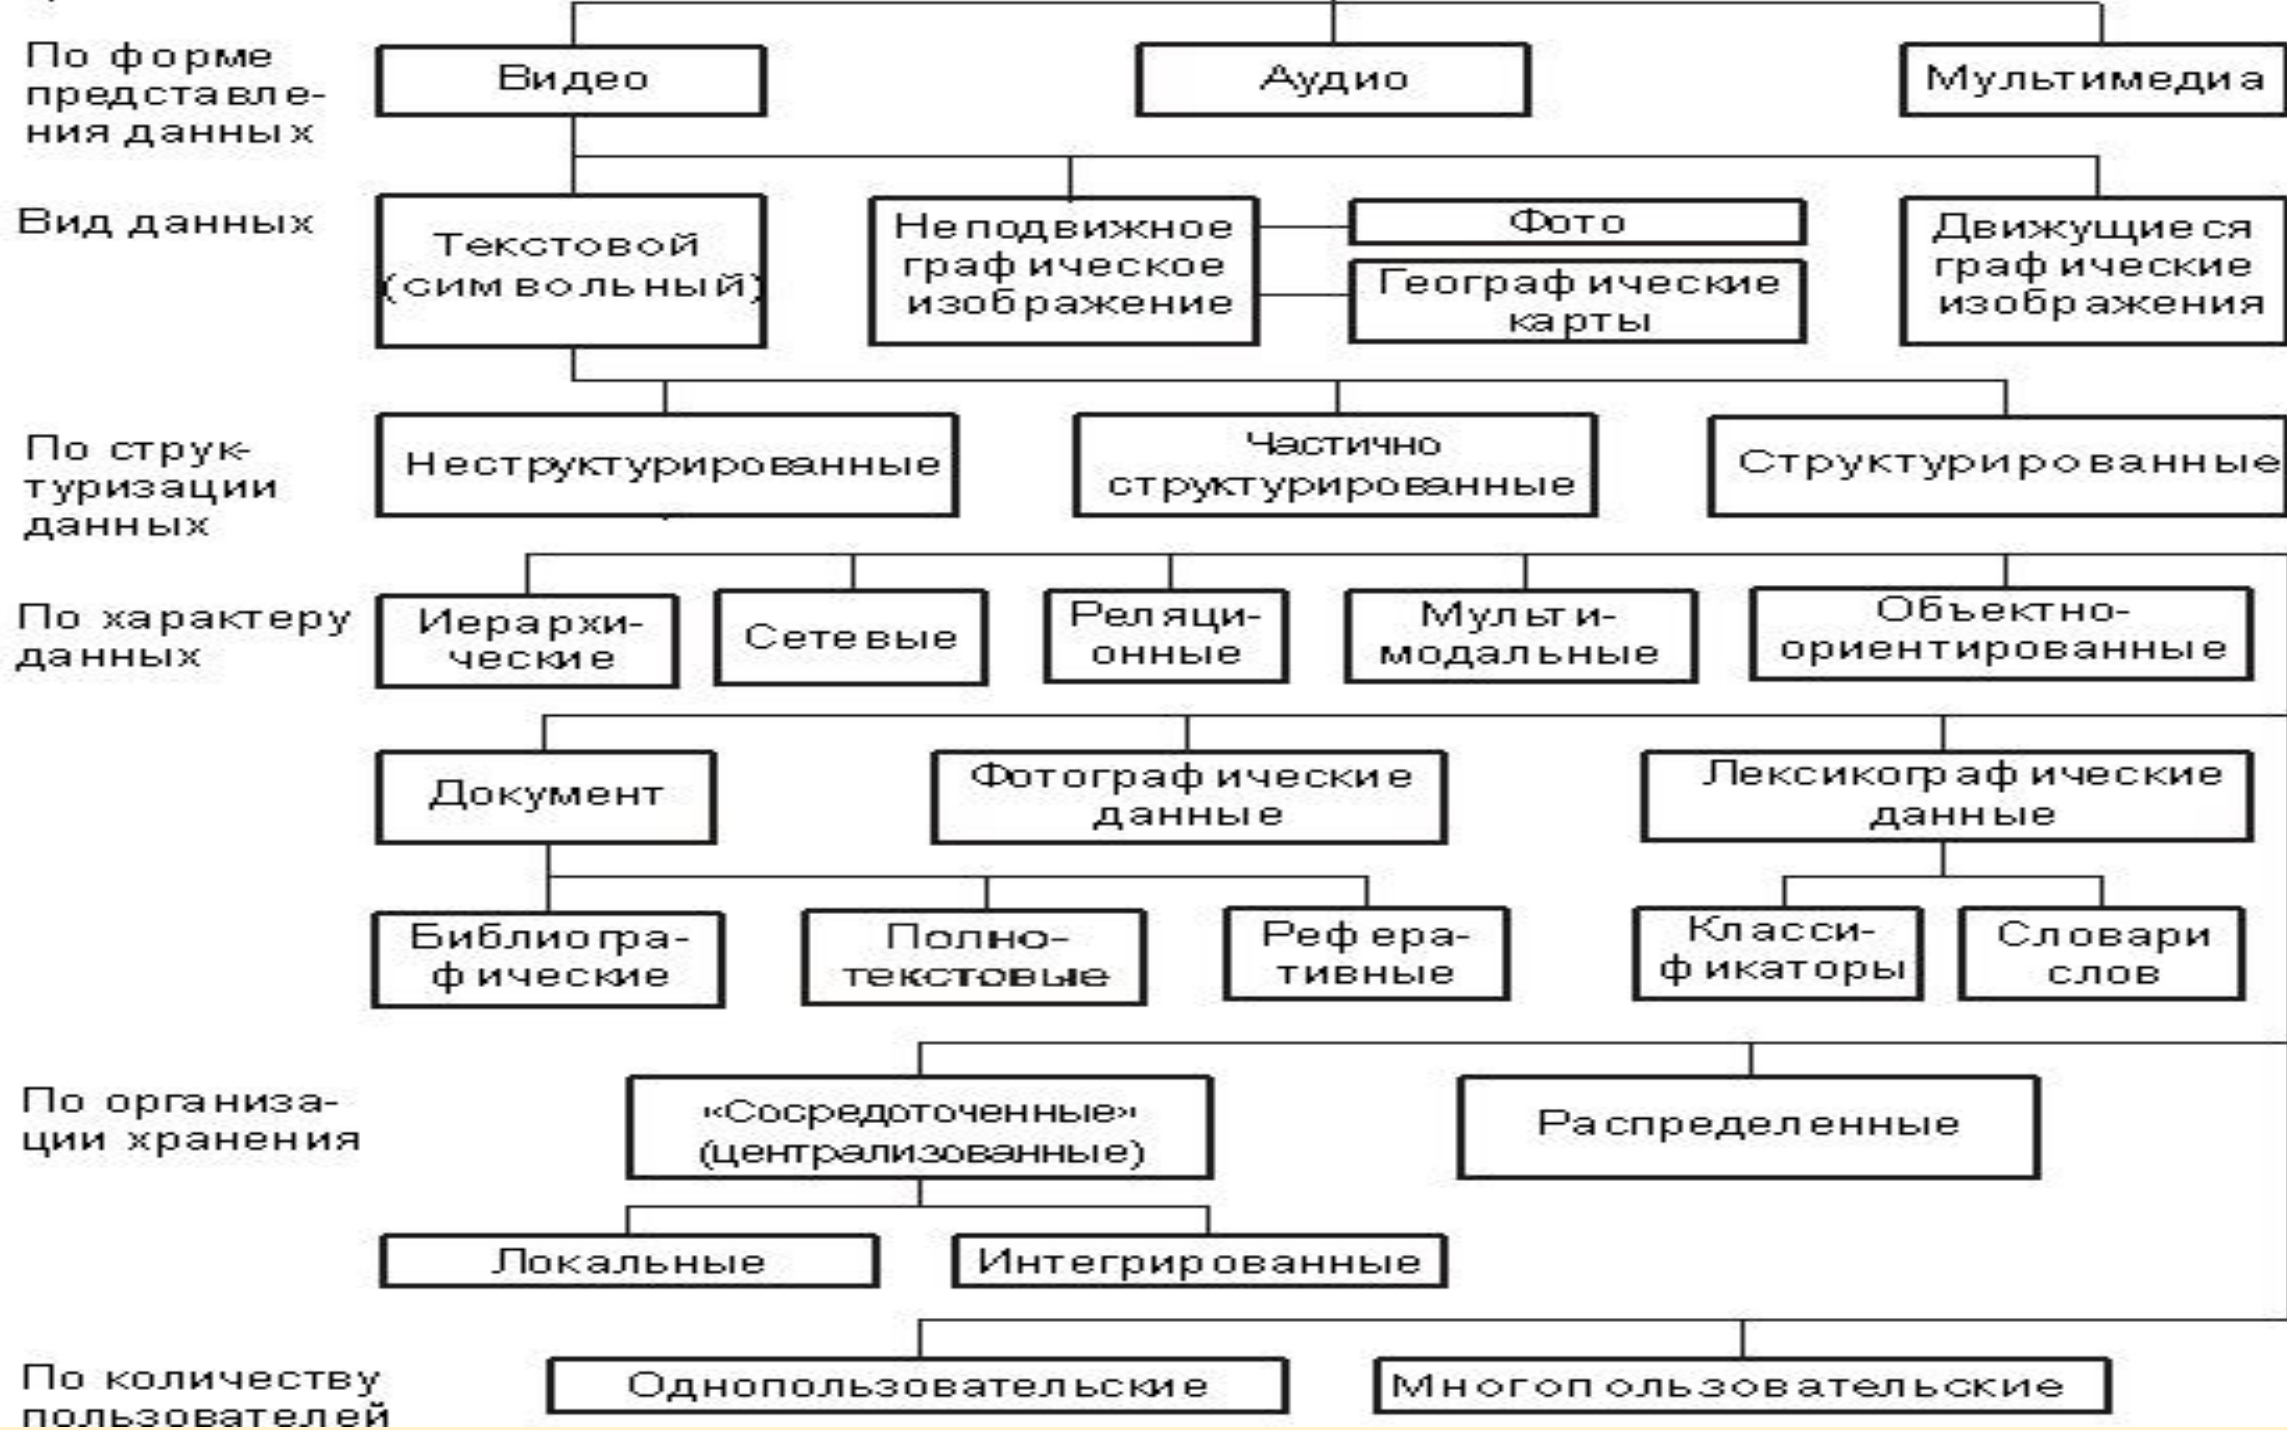 По форме
представле-
ния данных
Видео
Аудио
Мультимедиа
Вид данных
Текстовой
(символьный)
Неподвижное
графическое
изображение
Фото
Географические
карты
Движущиеся
графические
изображения
По струк-
туризации
данных
Неструктурированные
Частично
структурированные
Структурированные
По характеру
данных
Иерархи-
ческие
Сетевые
Реляци-
онные
Мульти-
модальные
Объектно-
ориентированные
Документ
Фотографические
данные
Лексикографические
данные
Библиогра-
фические
Полно-
текстовые
Рефера-
тивные
Класси-
фикаторы
Словари
слов
По организа-
ции хранения
«Сосредоточенные»
(централизованные)
Распределенные
Локальные
Интегрированные
По количеству
пользователей
Однопользовательские
Многопользовательские